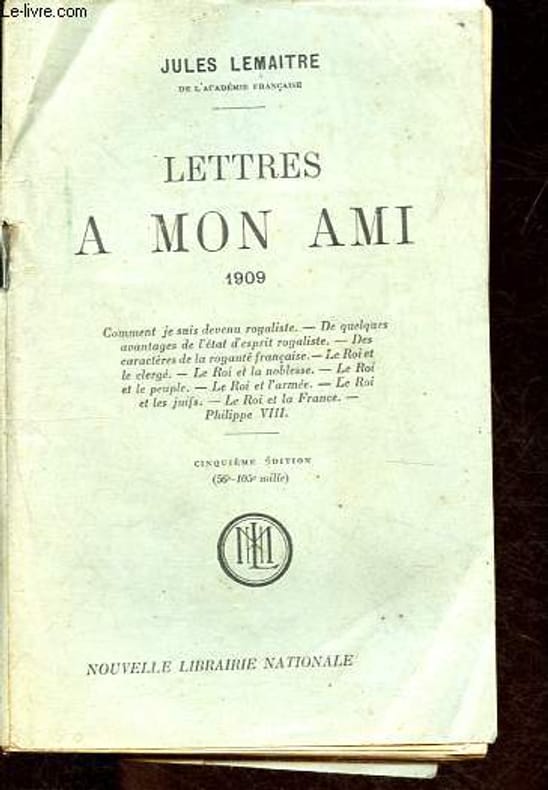 Le-livre.com
JULES LEMAITRE
DE L'ACADÉMIE FRANÇAISE
LETTRES
A MON AMI
1909
Comment je suis devenu royaliste. — De quelques
avantages de l'état d'esprit royaliste. — Des
caractères de la royauté française. — Le Roi et
le clergé. — Le Roi et la noblesse. — Le Roi
et le peuple. — Le Roi et l'armée. — Le Roi
et les juifs. — Le Roi et la France. —
Philippe VIII.
CINQUIÈME ÉDITION
(56e-105e mille)
NLN
NOUVELLE LIBRAIRIE NATIONALE